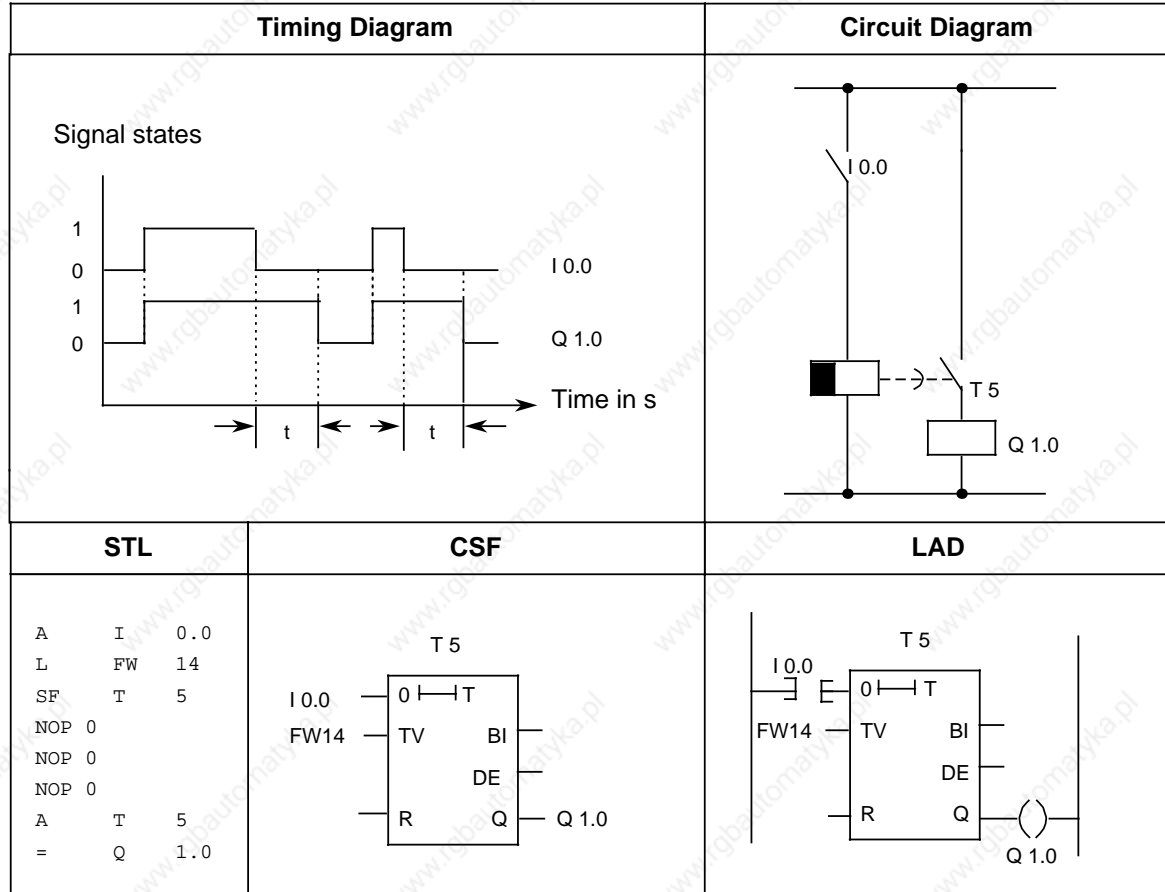 Timing Diagram
Circuit Diagram
Signal states
1
0
I 0.0
1
0
Q 1.0
Time in s
t
t
I 0.0
T 5
Q 1.0
STL
CSF
LAD
A I 0.0
L FW 14
SF T 5
NOP 0
NOP 0
NOP 0
A T 5
= Q 1.0
T 5
I 0.0
0 T
FW14
TV BI
DE
R Q
Q 1.0
T 5
I 0.0
0 T
FW14
TV BI
DE
R Q
Q 1.0
www.rgbautomatyka.pl